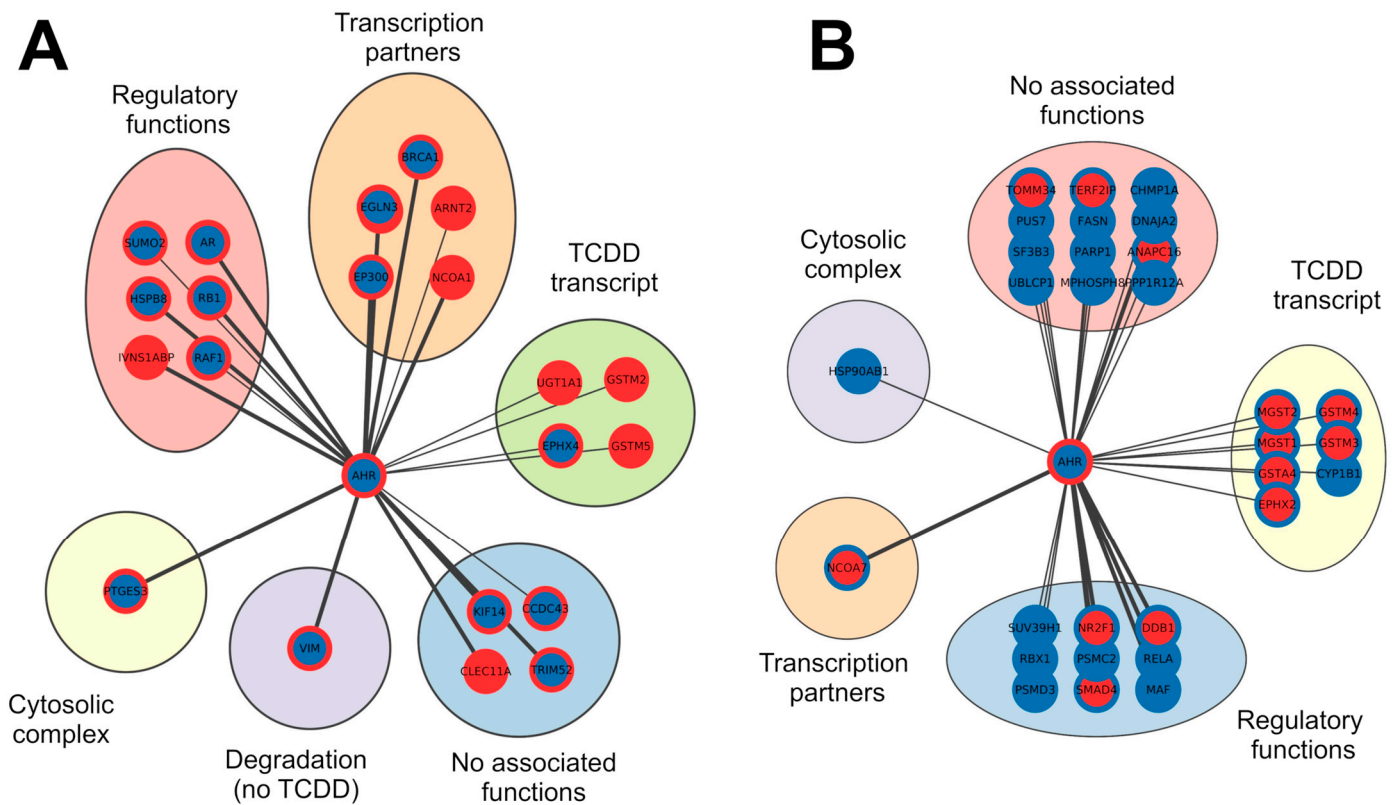 A
Transcription
partners
Regulatory
functions
BRCA1
EGLN3
ARNT2
SUMO2
AR
EP300
NCOA1
HSPB8
RB1
IVNS1ABP
RAF1
TCDD
transcript
UGT1A1
GSTM2
EPHX4
GSTM5
AHR
PTGES3
KIF14
CCDC43
VIM
CLEC11A
TRIM52
Cytosolic
complex
Degradation
(no TCDD)
No associated
functions
B
No associated
functions
TOMM34
TERF2IP
CHMP1A
PUS7
FASN
DNAJA2
SF3B3
PARP1
ANAPC16
UBLCP1
MPHOSPH8
PPP1R12A
Cytosolic
complex
HSP90AB1
TCDD
transcript
MGST2
GSTM4
MGST1
GSTM3
GSTA4
CYP1B1
EPHX2
AHR
NCOA7
Transcription
partners
SUV39H1
NR2F1
DDB1
RBX1
PSMC2
RELA
PSMD3
SMAD4
MAF
Regulatory
functions